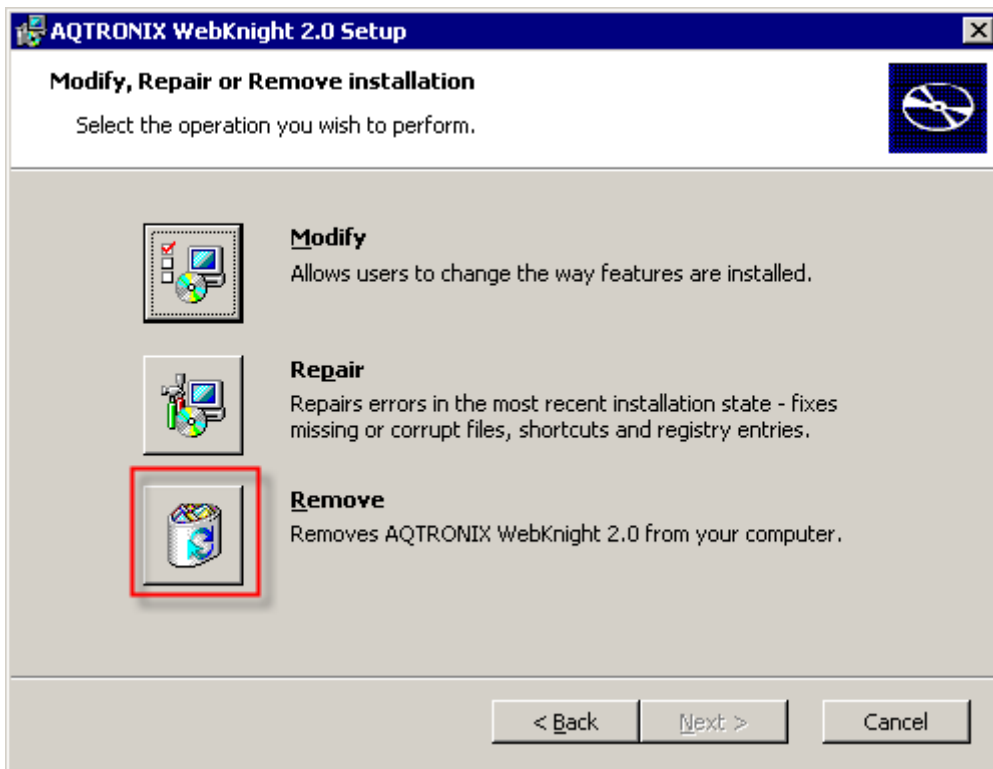 AQTRONIX WebKnight 2.0 Setup
Modify, Repair or Remove installation
Select the operation you wish to perform.
Modify
Allows users to change the way features are installed.
Repair
Repairs errors in the most recent installation state - fixes
missing or corrupt files, shortcuts and registry entries.
Remove
Removes AQTRONIX WebKnight 2.0 from your computer.
< Back
Next >
Cancel